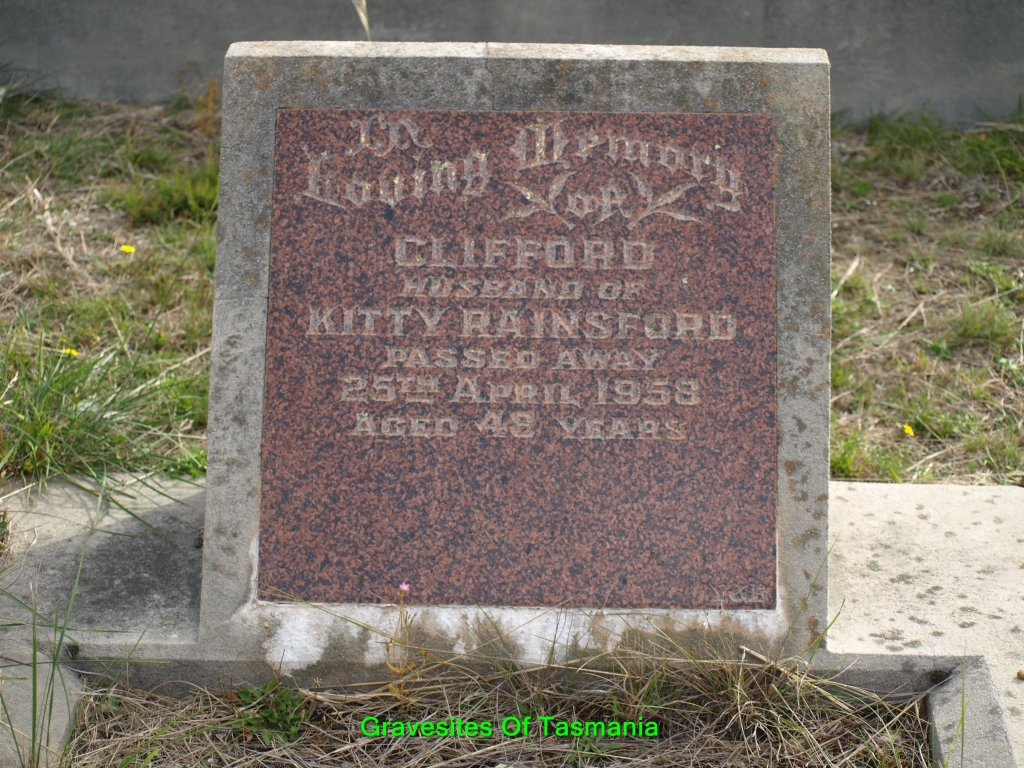 In
Loving Memory
of
CLIFFORD
HUSBAND OF
KITTY RAINSFORD
PASSED AWAY
25TH APRIL 1958
AGED 48 YEARS.
Gravesites Of Tasmania